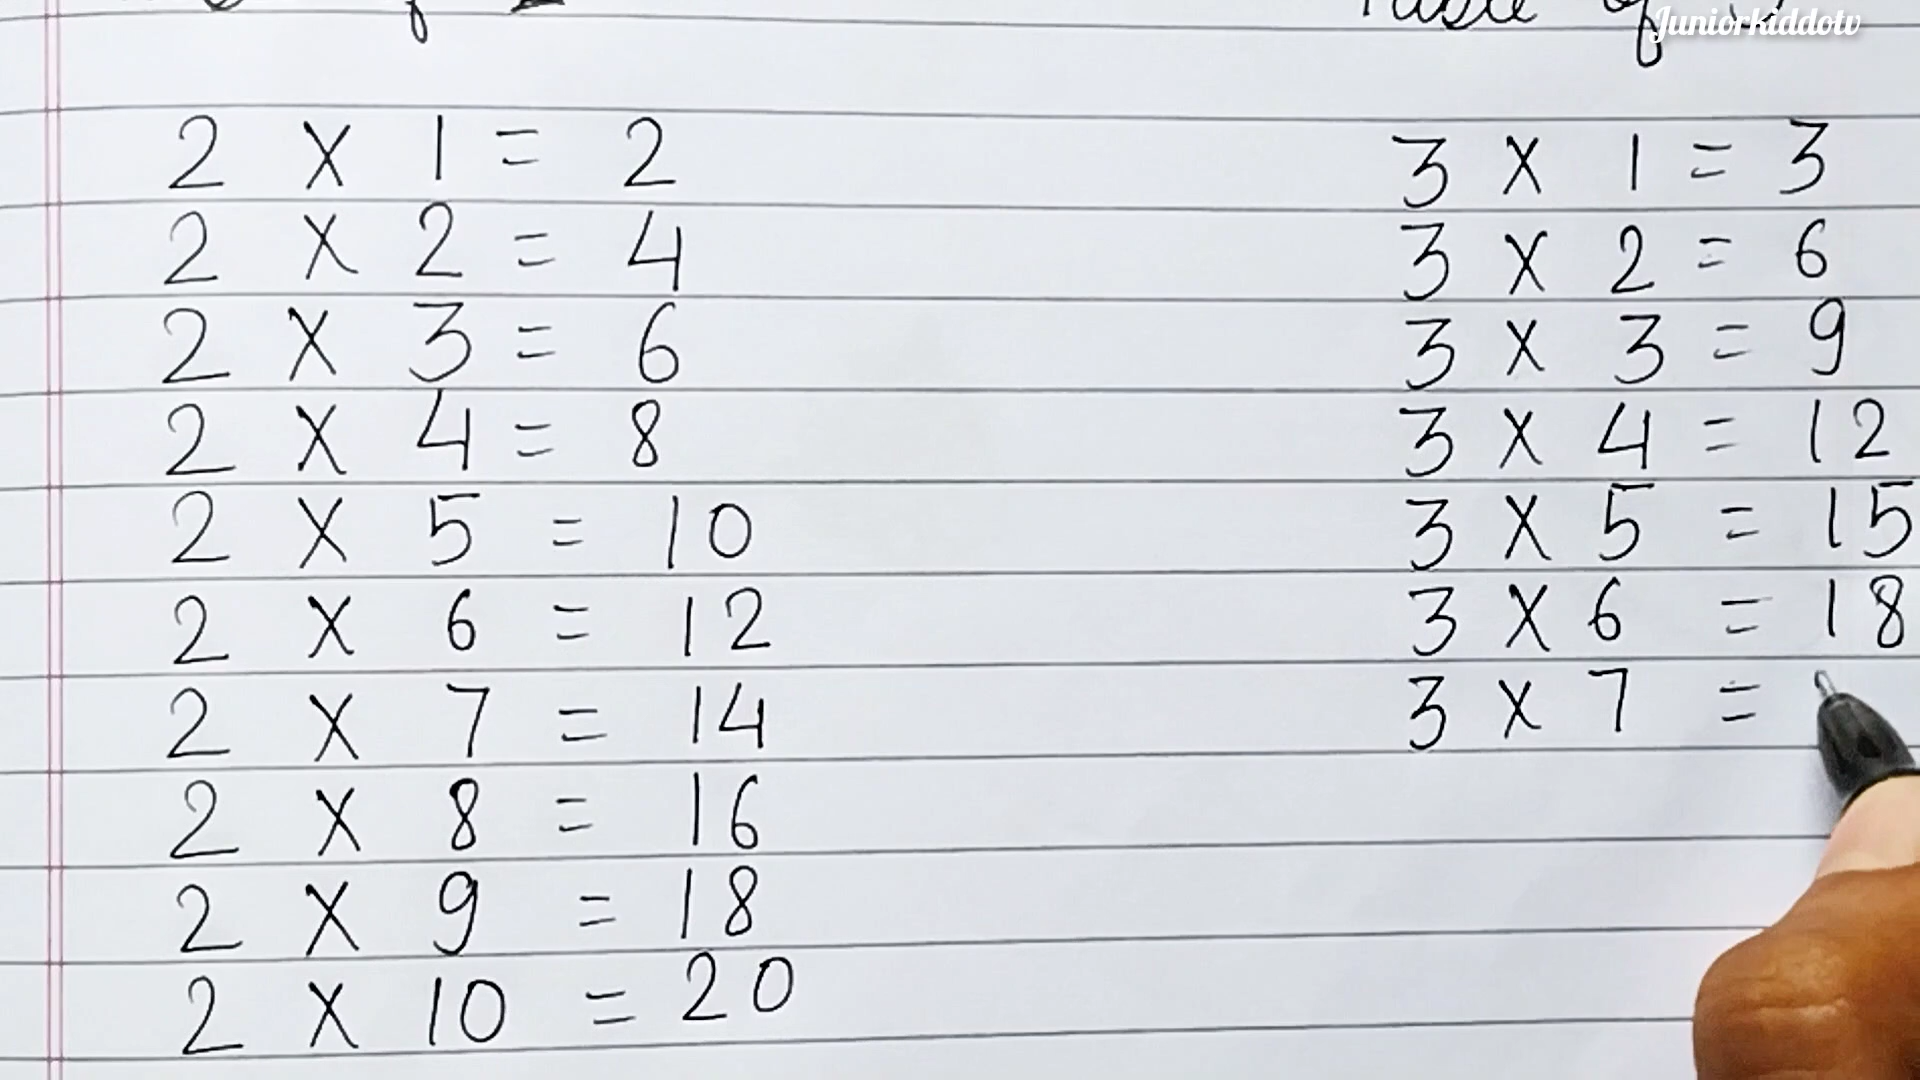 Table of
Juniorkiddotv
2 X 1 = 2
2 X 2 = 4
2 X 3 = 6
2 X 4 = 8
2 X 5 = 10
2 X 6 = 12
2 X 7 = 14
2 X 8 = 16
2 X 9 = 18
2 X 10 = 20
3 X 1 = 3
3 X 2 = 6
3 X 3 = 9
3 X 4 = 12
3 X 5 = 15
3 X 6 = 18
3 X 7 =